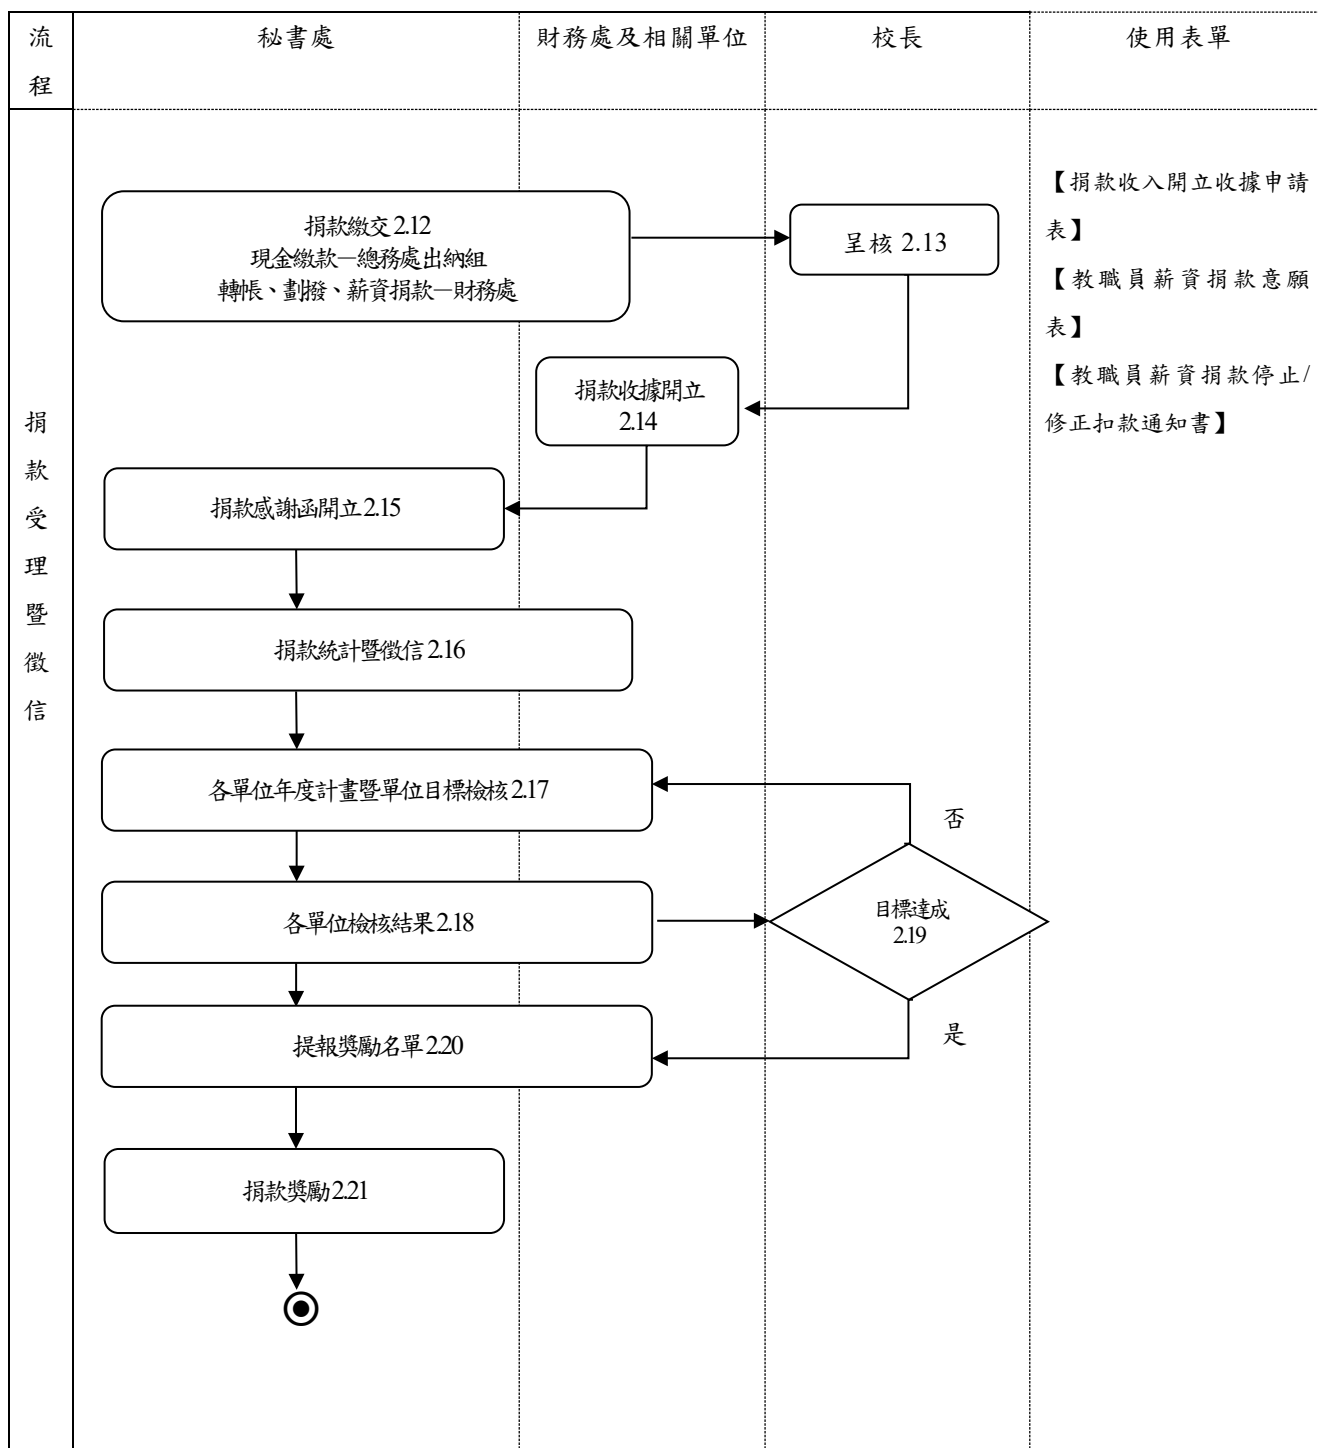 流
程
秘書處
財務處及相關單位
校長
使用表單
捐
款
受
理
暨
徵
信
捐款繳交2.12
現金繳款—總務處出納組
轉帳、劃撥、薪資捐款—財務處
呈核 2.13
【捐款收入開立收據申請
表】
【教職員薪資捐款意願
表】
【教職員薪資捐款停止/
修正扣款通知書】
捐款收據開立
2.14
捐款感謝函開立2.15
捐款統計暨徵信2.16
各單位年度計畫暨單位目標檢核2.17
否
各單位檢核結果2.18
目標達成
2.19
提報獎勵名單2.20
是
捐款獎勵2.21